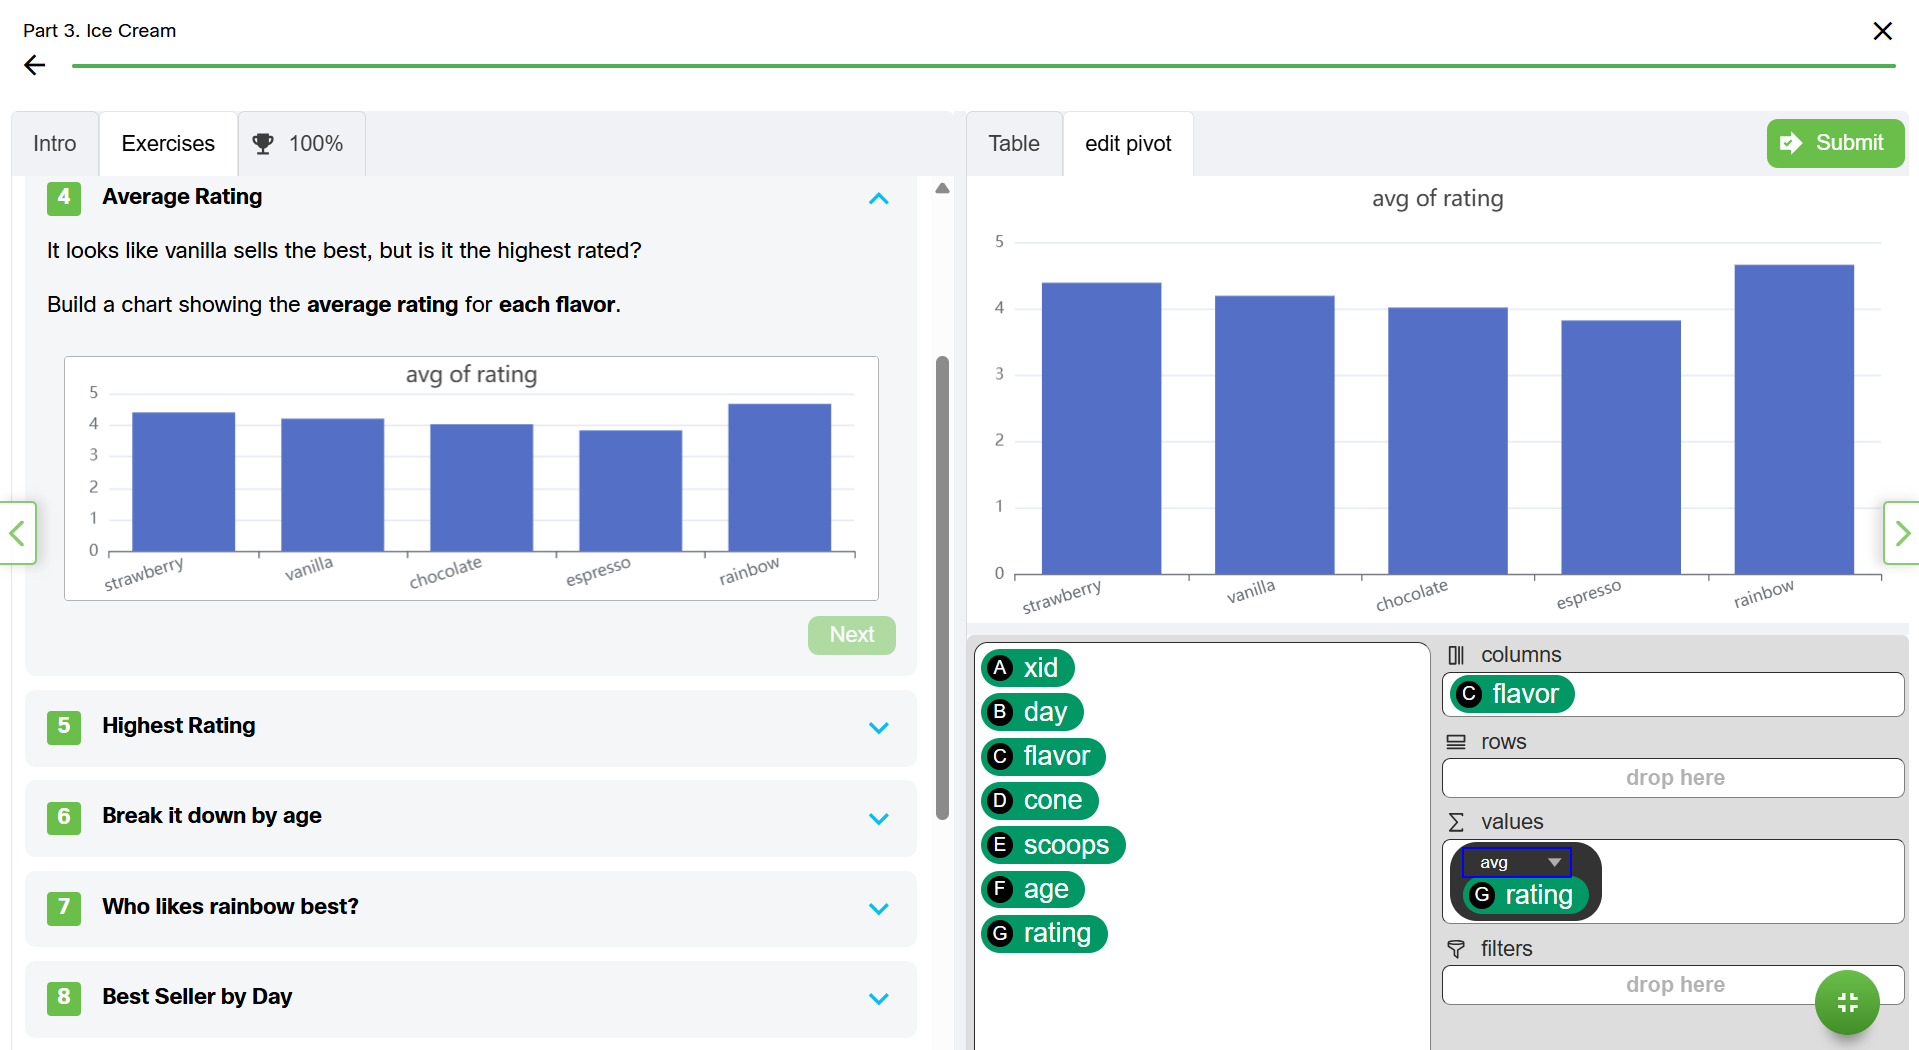 Part 3. Ice Cream
Intro
Exercises
100%
4 Average Rating
It looks like vanilla sells the best, but is it the highest rated?
Build a chart showing the average rating for each flavor.
avg of rating
5
4
3
2
1
0
strawberry vanilla chocolate espresso rainbow
Next
5 Highest Rating
6 Break it down by age
7 Who likes rainbow best?
8 Best Seller by Day
Table
edit pivot
Submit
avg of rating
5
4
3
2
1
0
strawberry vanilla chocolate espresso rainbow
A xid
B day
C flavor
D cone
E scoops
F age
G rating
columns
C flavor
rows
drop here
values
avg
G rating
filters
drop here